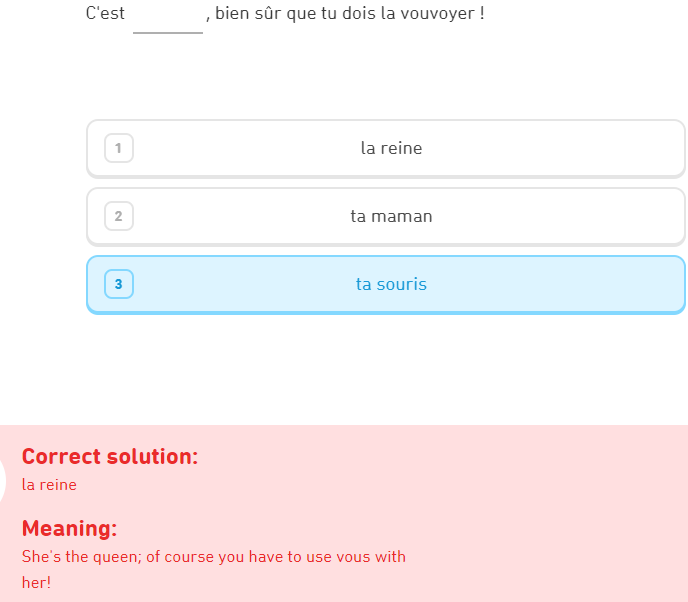 C'est ______ , bien sûr que tu dois la vouvoyer !
1 la reine
2 ta maman
3 ta souris
Correct solution:
la reine
Meaning:
She's the queen; of course you have to use vous with
her!